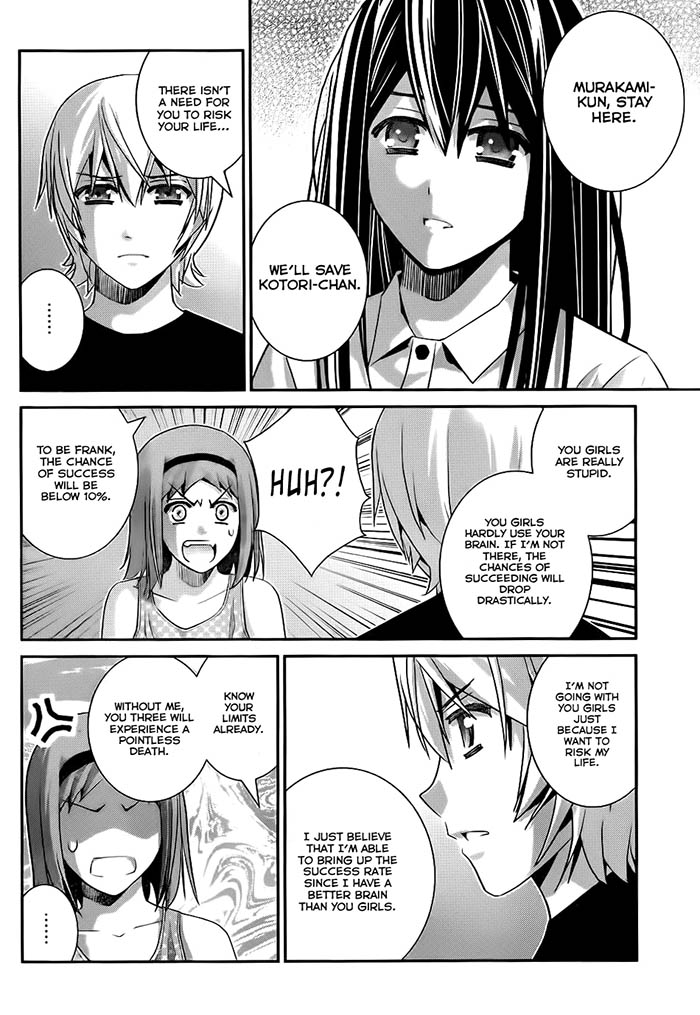 MURAKAMI-
KUN, STAY
HERE.
WE'LL SAVE
KOTORI-CHAN.
THERE ISN'T
A NEED FOR
YOU TO RISK
YOUR LIFE...
......
YOU GIRLS
ARE REALLY
STUPID.
YOU GIRLS
HARDLY USE YOUR
BRAIN. IF I'M NOT
THERE, THE
CHANCES OF
SUCCEEDING WILL
DROP
DRASTICALLY.
HUH?!
TO BE FRANK,
THE CHANCE
OF SUCCESS
WILL BE
BELOW 10%.
I'M NOT
GOING WITH
YOU GIRLS
JUST
BECAUSE I
WANT TO
RISK MY
LIFE.
I JUST BELIEVE
THAT I'M ABLE
TO BRING UP THE
SUCCESS RATE
SINCE I HAVE A
BETTER BRAIN
THAN YOU GIRLS.
KNOW
YOUR
LIMITS
ALREADY.
WITHOUT ME,
YOU THREE WILL
EXPERIENCE A
POINTLESS
DEATH.
......